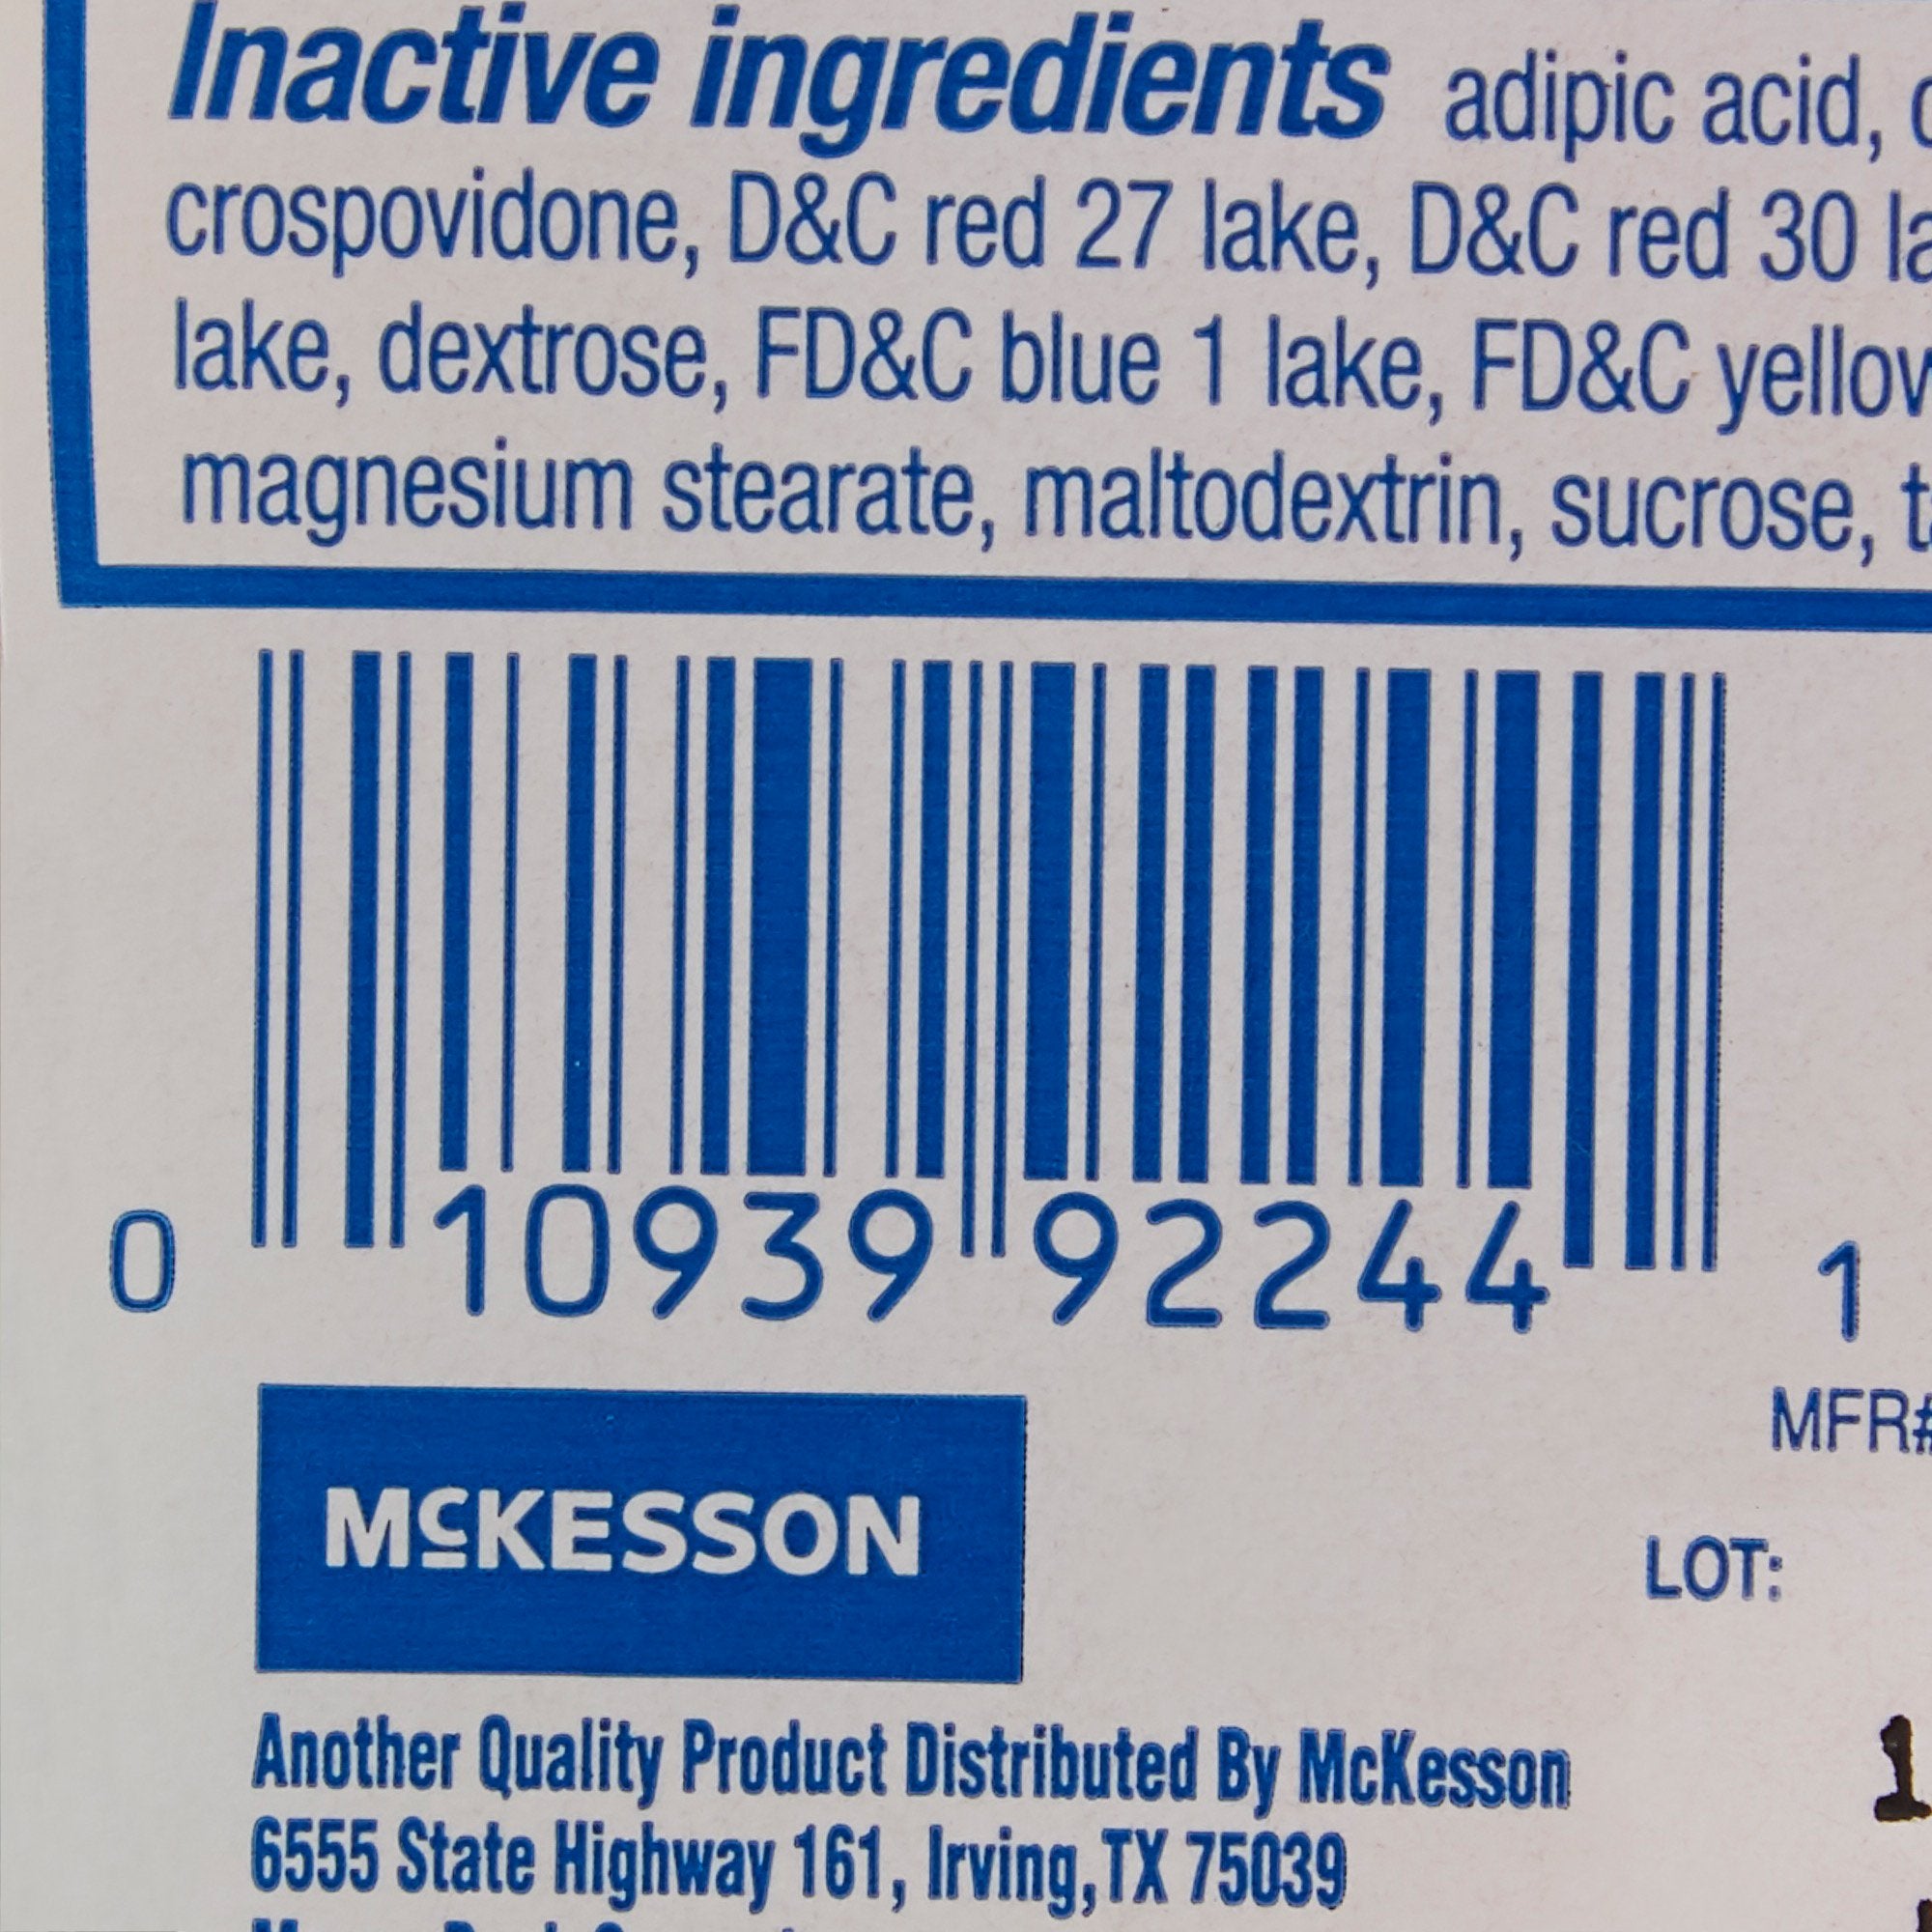 Inactive ingredients adipic acid,
crospovidone, D&C red 27 lake, D&C red 30
lake, dextrose, FD&C blue 1 lake, FD&C
magnesium stearate, maltodextrin, sucrose,
0 10939 92244 1
MFR#
McKESSON
LOT:
Another Quality Product Distributed By McKesson
1
6555 State Highway 161, Irving,TX 75039